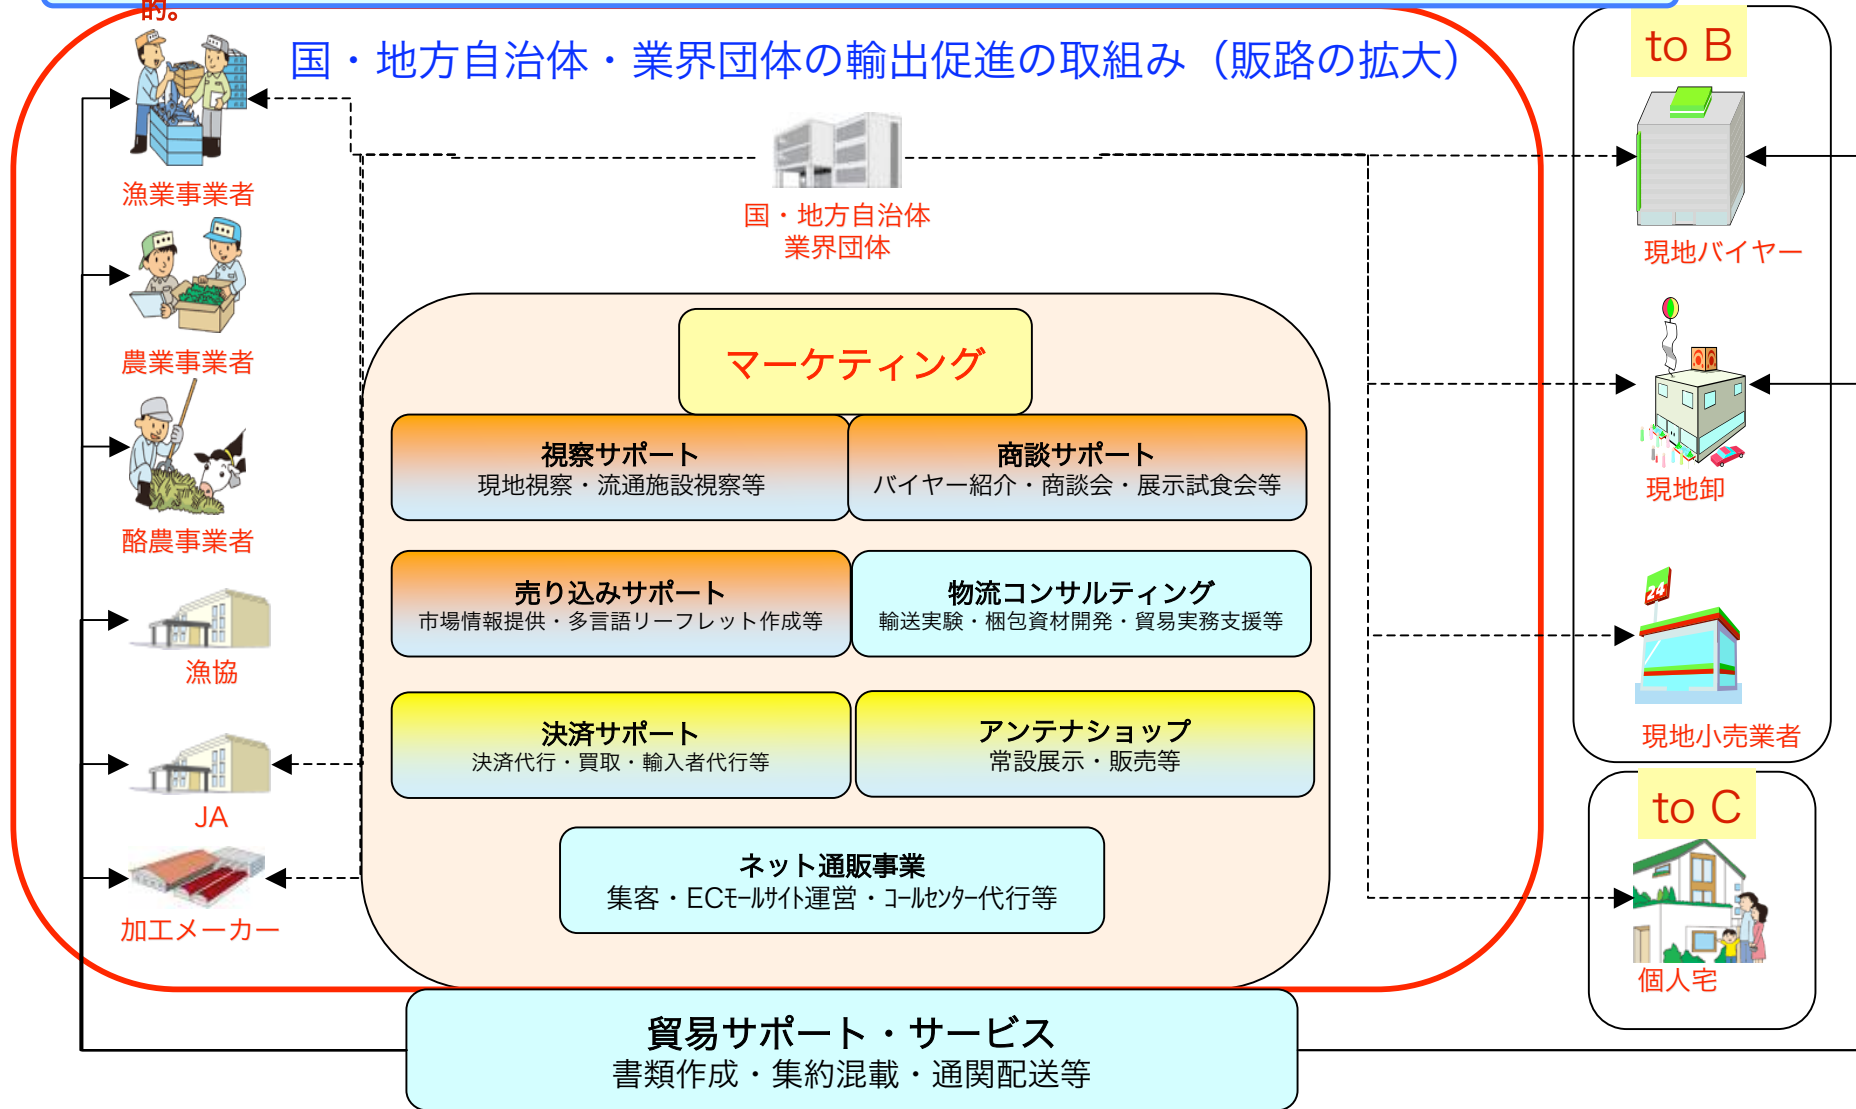 的。
国・地方自治体・業界団体の輸出促進の取組み（販路の拡大）
to B
漁業事業者
国・地方自治体
業界団体
現地バイヤー
農業事業者
マーケティング
視察サポート
現地視察・流通施設視察等
商談サポート
バイヤー紹介・商談会・展示試食会等
現地卸
酪農事業者
売り込みサポート
市場情報提供・多言語リーフレット作成等
物流コンサルティング
輸送実験・梱包資材開発・貿易実務支援等
24
漁協
決済サポート
決済代行・買取・輸入者代行等
アンテナショップ
常設展示・販売等
現地小売業者
JA
to C
ネット通販事業
集客・ECﾓｰﾙｻｲﾄ運営・ｺｰﾙｾﾝﾀｰ代行等
加工メーカー
個人宅
貿易サポート・サービス
書類作成・集約混載・通関配送等